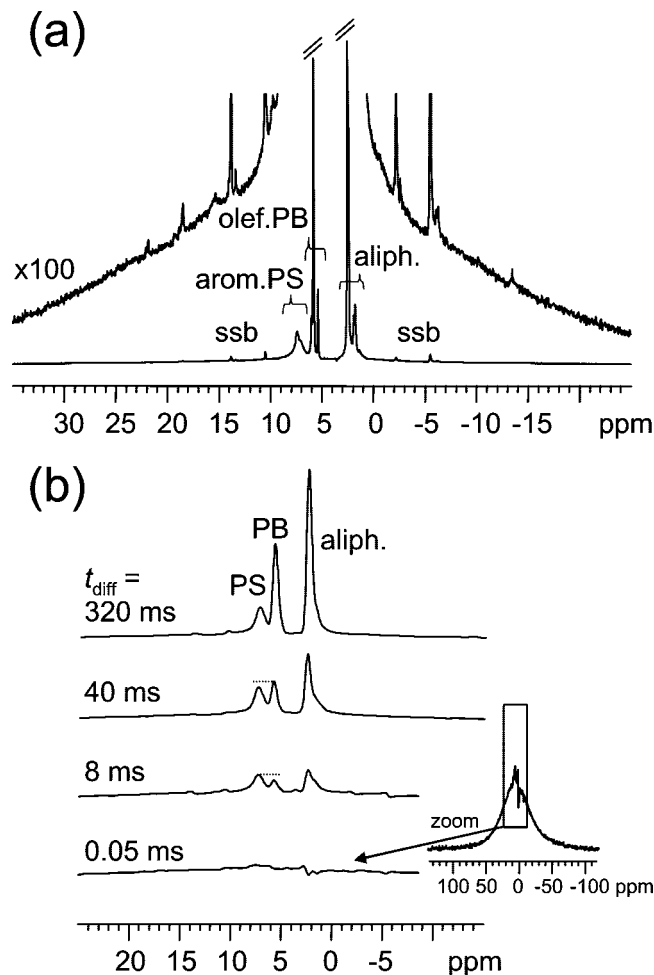 (a)
olef.PB
x100
arom.PS
aliph.
ssb
ssb
30 25 20 15 10 5 0 -5 -10 -15 ppm
(b)
PB
aliph.
PS
t_diff =
320 ms
40 ms
8 ms
zoom
0.05 ms
100 50 0 -50 -100 ppm
20 15 10 5 0 -5 ppm